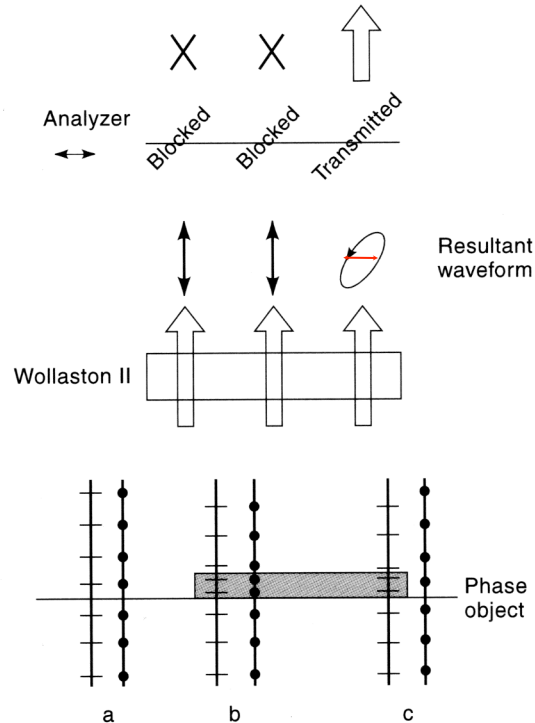 Analyzer
Blocked
Blocked
Transmitted
Resultant
waveform
Wollaston II
Phase
object
a
b
c